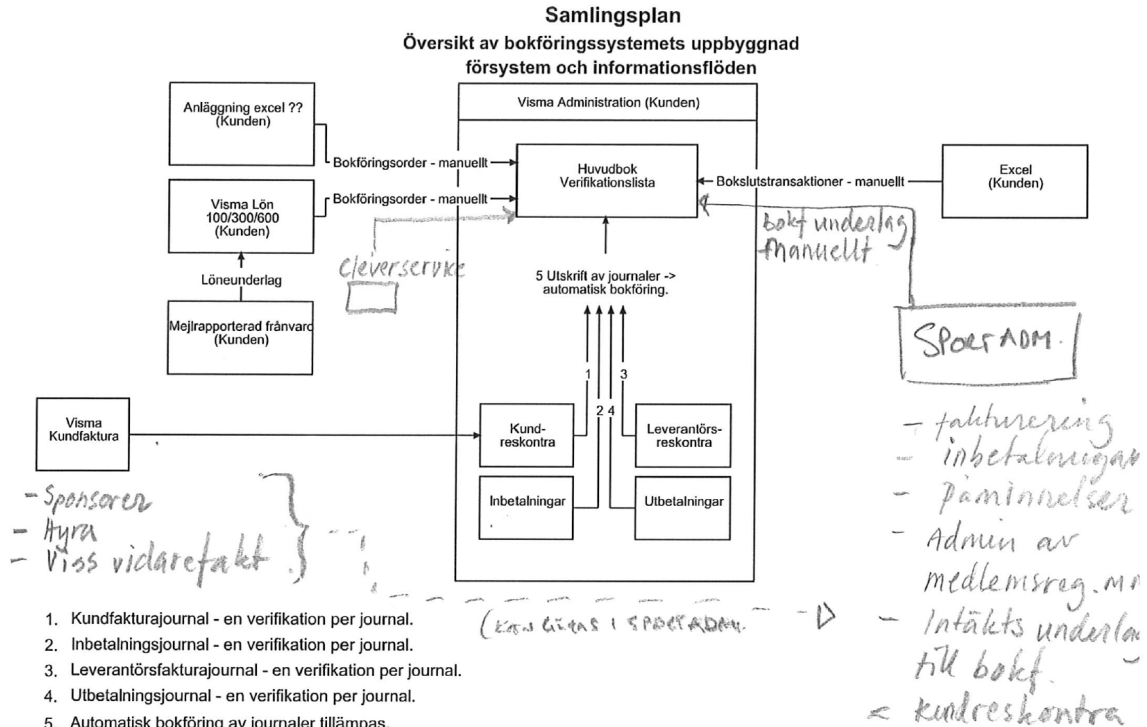 Samlingsplan
Översikt av bokföringssystemets uppbyggnad
försystem och informationsflöden
Anläggning excel ??
(Kunden)
Visma Administration (Kunden)
Bokföringsorder - manuellt
Huvudbok
Verifikationslista
Bokslutstransaktioner - manuellt
Excel
(Kunden)
Visma Lön
100/300/600
(Kunden)
Bokföringsorder - manuellt
cleverservice
bokf underlag
manuellt
Löneunderlag
5 Utskrift av journaler ->
automatisk bokföring.
Mejlrapporterad frånvaro
(Kunden)
SPORTADM.
1
3
2 4
Visma
Kundfaktura
Kund-
reskontra
Leverantörs-
reskontra
Inbetalningar
Utbetalningar
- Sponsorer
- Hyra
- Viss vidarefakt.
- fakturering
- inbetalningar
- påminnelser
- Admin av
medlemsreg. mm
- Intäkts underlag
till bokf.
kundreskontra
I SPORTADM.
1. Kundfakturajournal - en verifikation per journal.
2. Inbetalningsjournal - en verifikation per journal.
3. Leverantörsfakturajournal - en verifikation per journal.
4. Utbetalningsjournal - en verifikation per journal.
5. Automatisk bokföring av journaler tillämpas.